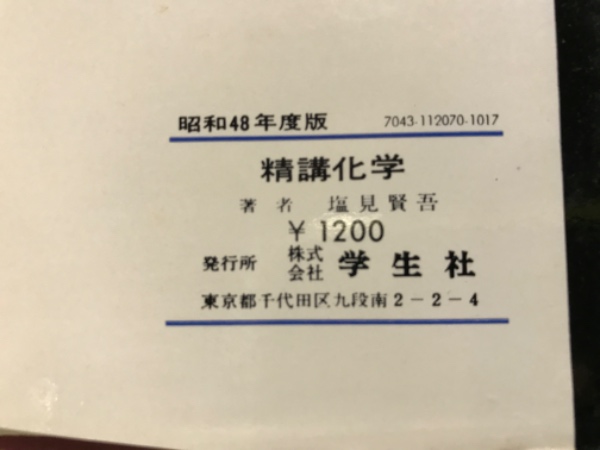 昭和48年度版 7043-112070-1017
精講化学
著者 塩見賢吾
¥1200
発行所 株式会社 学生社
東京都千代田区九段南2-2-4